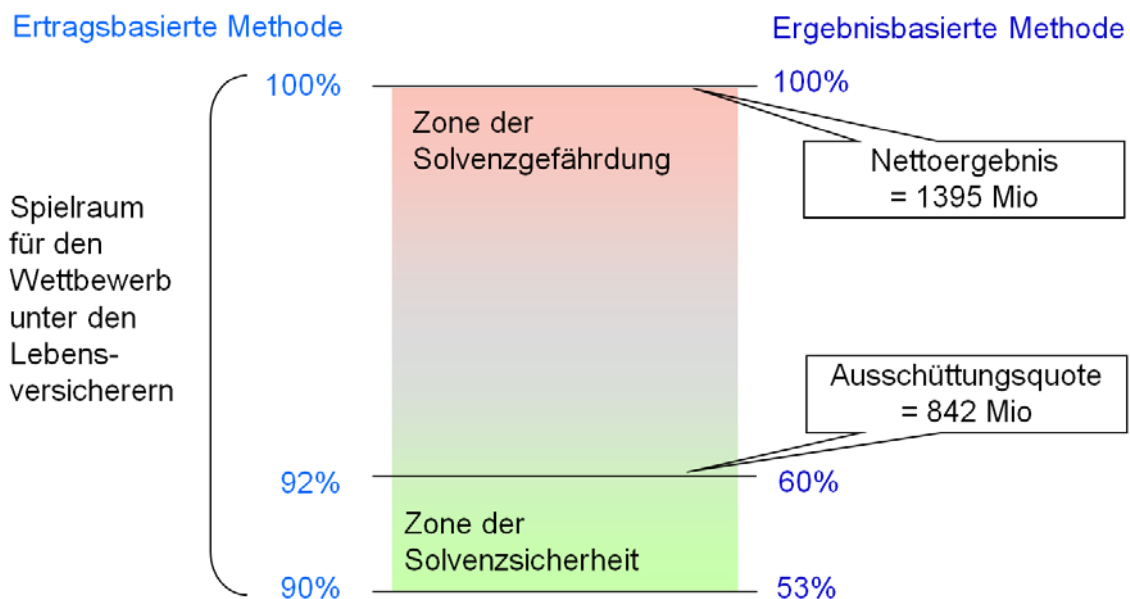 Ertragsbasierte Methode
Ergebnisbasierte Methode
100%
100%
Zone der
Solvenzgefährdung
Nettoergebnis
= 1395 Mio
Spielraum
für den
Wettbewerb
unter den
Lebens-
versicherern
Ausschüttungsquote
= 842 Mio
92%
60%
Zone der
Solvenzsicherheit
90%
53%